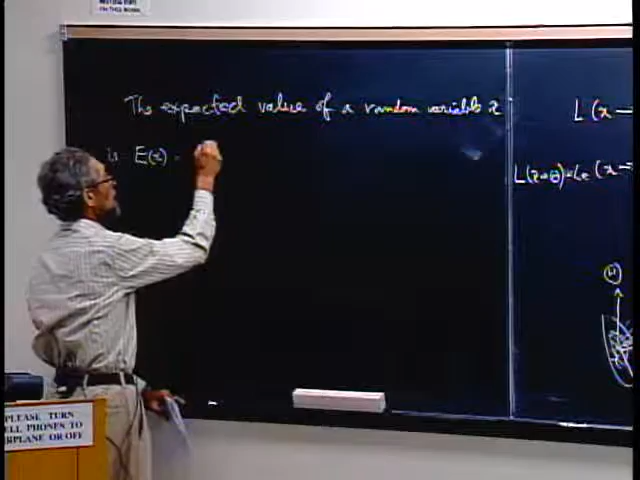 The expected value of a random variable x
is E(x) =
L(x-
L(x→θ)=Le(x-
H
PLEASE TURN
ELL PHONES TO
RPLANE OR OFF